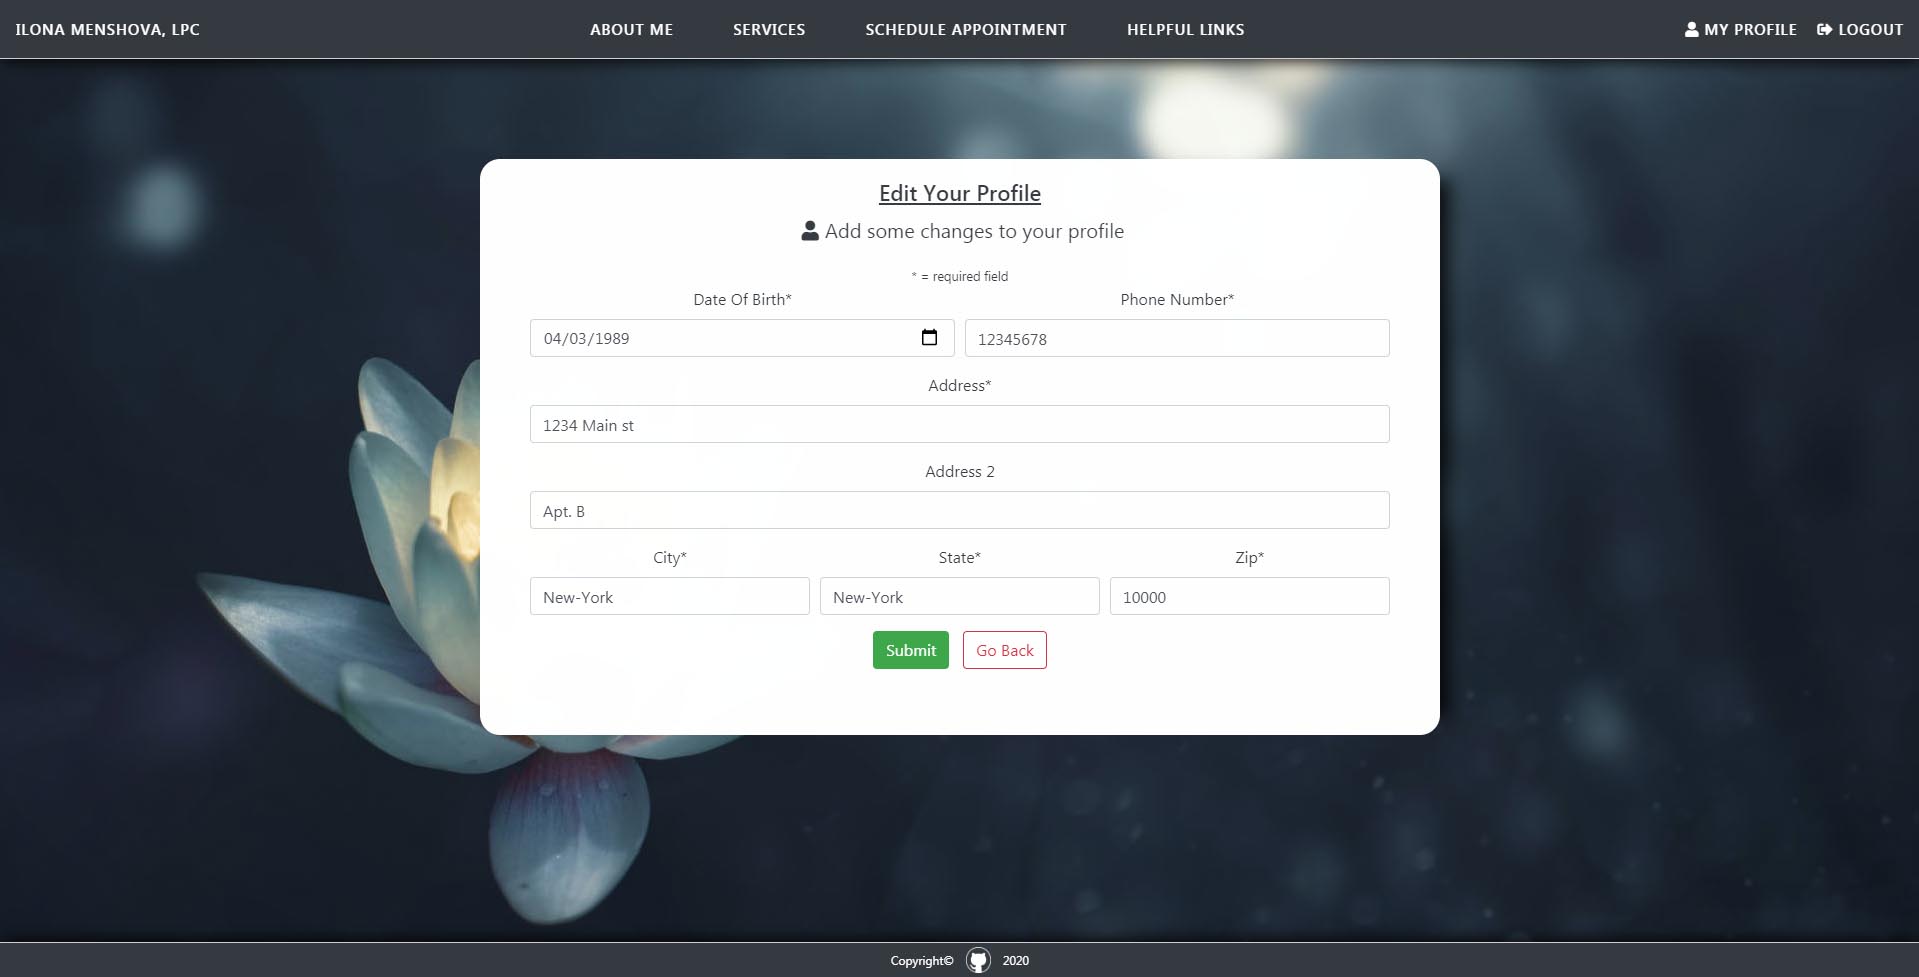 ILONA MENSHOVA, LPC
ABOUT ME
SERVICES
SCHEDULE APPOINTMENT
HELPFUL LINKS
MY PROFILE
LOGOUT
Edit Your Profile
Add some changes to your profile
* = required field
Date Of Birth*
Phone Number*
04/03/1989
12345678
Address*
1234 Main st
Address 2
Apt. B
City*
State*
Zip*
New-York
New-York
10000
Submit
Go Back
Copyright© 2020